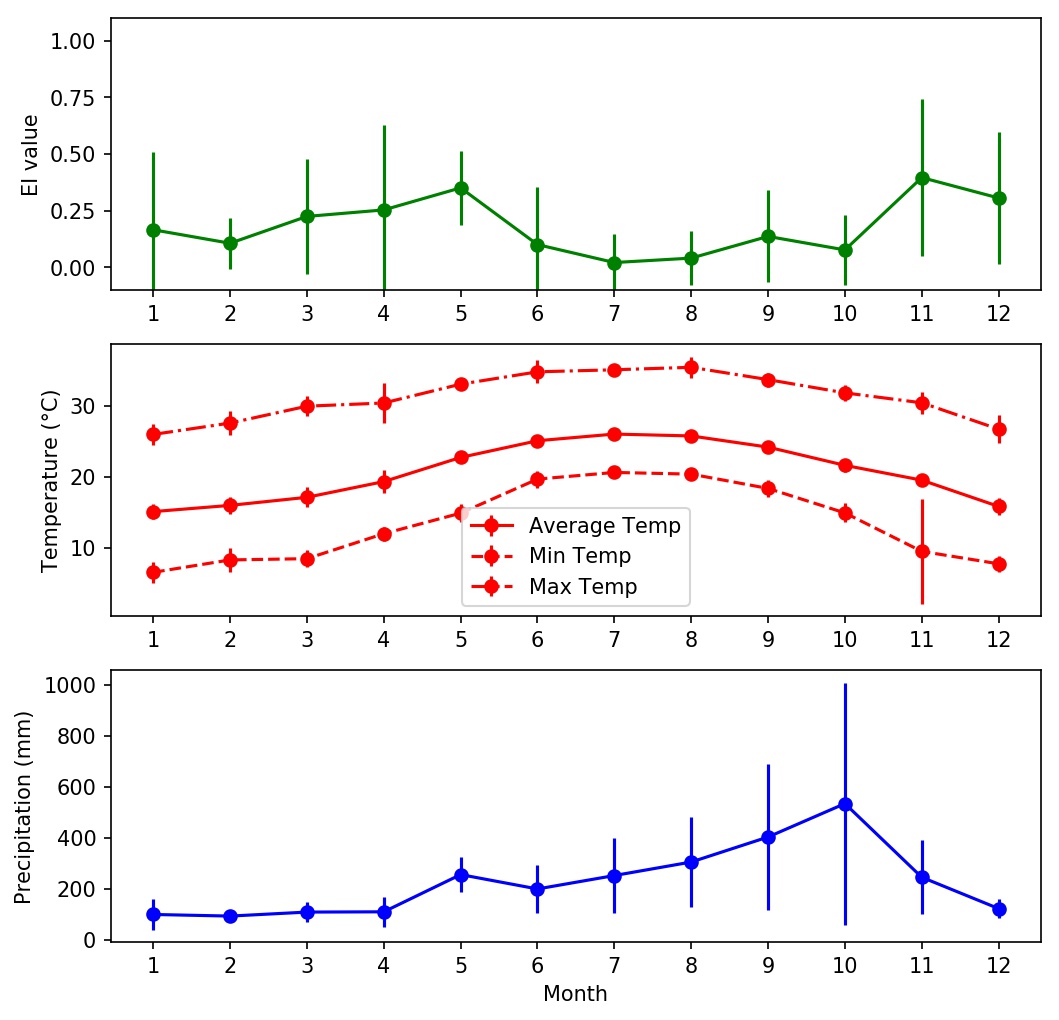 EI value
1.00
0.75
0.50
0.25
0.00
1 2 3 4 5 6 7 8 9 10 11 12
Temperature (°C)
30
20
10
Average Temp
Min Temp
Max Temp
1 2 3 4 5 6 7 8 9 10 11 12
Precipitation (mm)
1000
800
600
400
200
0
1 2 3 4 5 6 7 8 9 10 11 12
Month